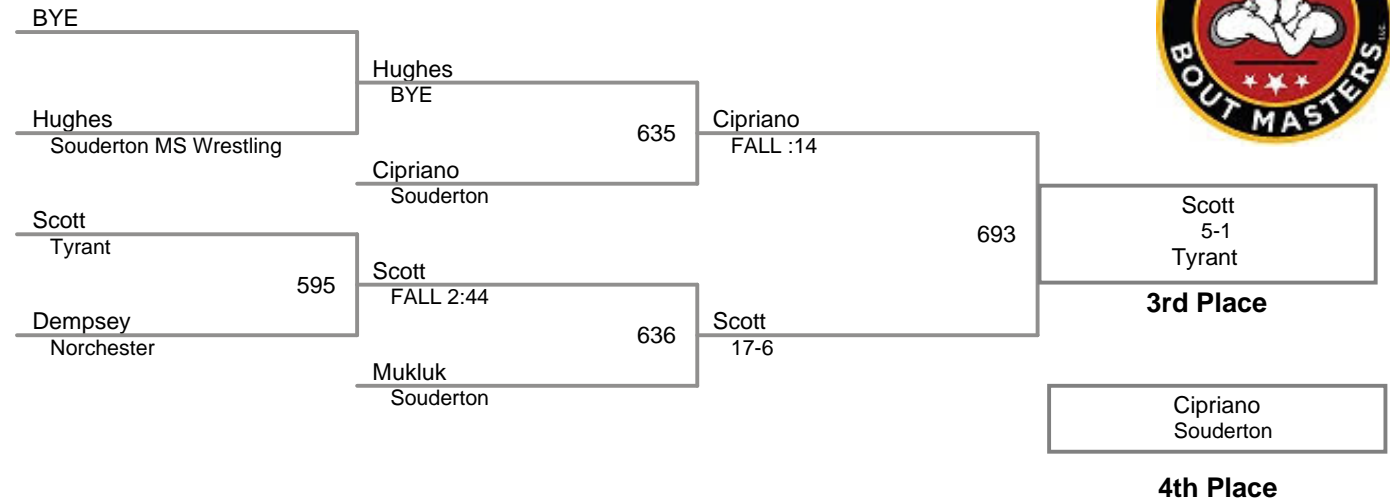 BYE
Hughes
BYE
Hughes
Souderton MS Wrestling
635
Cipriano
FALL :14
Cipriano
Souderton
Scott
Tyrant
693
Scott
5-1
Tyrant
595
Scott
FALL 2:44
3rd Place
Dempsey
Norchester
636
Scott
17-6
Mukluk
Souderton
Cipriano
Souderton
4th Place
BOUT MASTERS